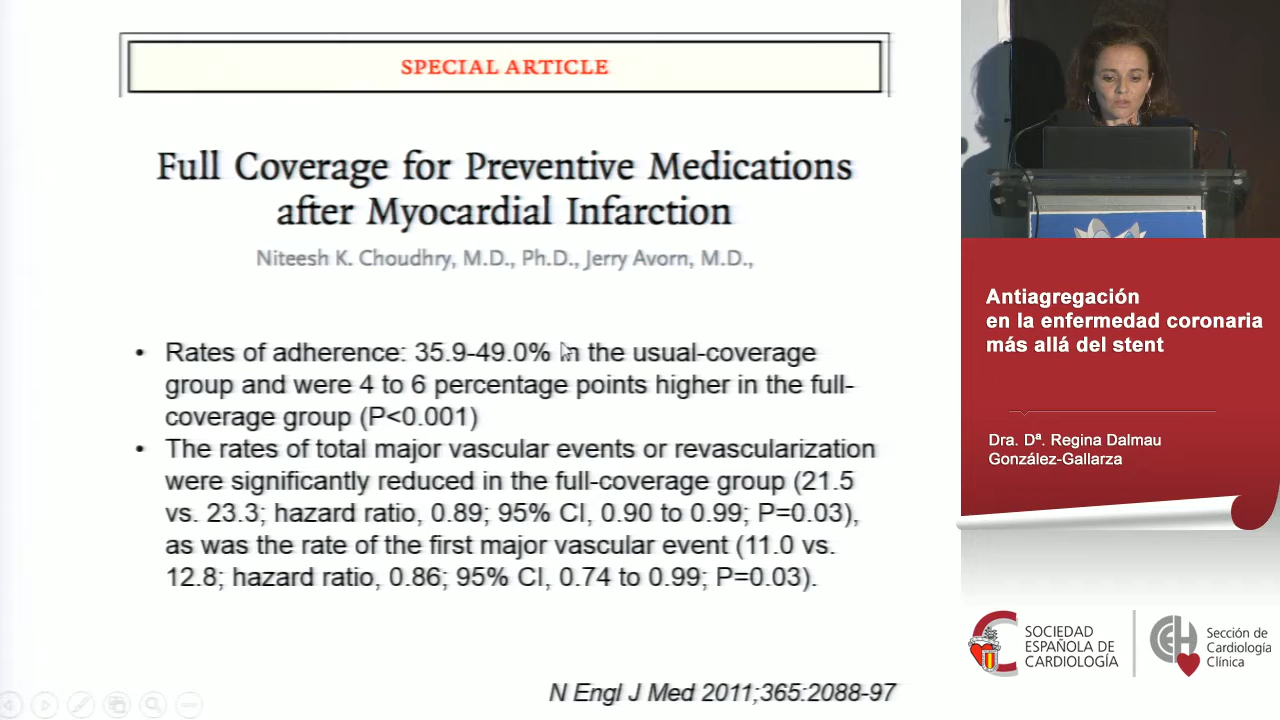 SPECIAL ARTICLE
Full Coverage for Preventive Medications
after Myocardial Infarction
Niteesh K. Choudhry, M.D., Ph.D., Jerry Avorn, M.D.,
• Rates of adherence: 35.9-49.0% in the usual-coverage
group and were 4 to 6 percentage points higher in the full-
coverage group (P<0.001)
• The rates of total major vascular events or revascularization
were significantly reduced in the full-coverage group (21.5
vs. 23.3; hazard ratio, 0.89; 95% CI, 0.90 to 0.99; P=0.03),
as was the rate of the first major vascular event (11.0 vs.
12.8; hazard ratio, 0.86; 95% CI, 0.74 to 0.99; P=0.03).
N Engl J Med 2011;365:2088-97
Antiagregación
en la enfermedad coronaria
más allá del stent
Dra. Dª. Regina Dalmau
González-Gallarza
SOCIEDAD
ESPAÑOLA DE
CARDIOLOGÍA
Sección de
Cardiología
Clínica